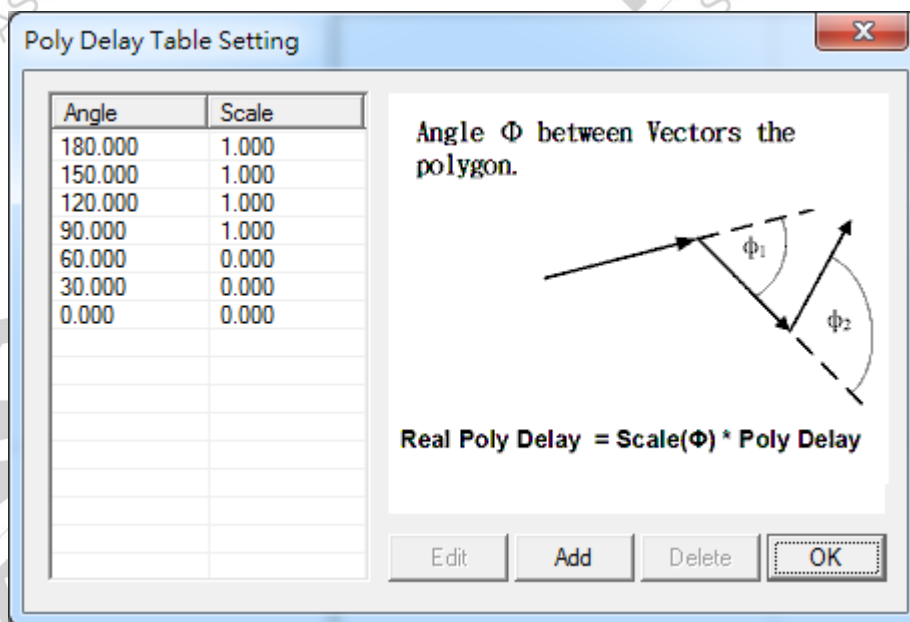 Poly Delay Table Setting
Angle Scale
180.000 1.000
150.000 1.000
120.000 1.000
90.000 1.000
60.000 0.000
30.000 0.000
0.000 0.000
Angle Φ between Vectors the
polygon.
ϕ1
ϕ2
Real Poly Delay = Scale(Φ) * Poly Delay
Edit Add Delete OK